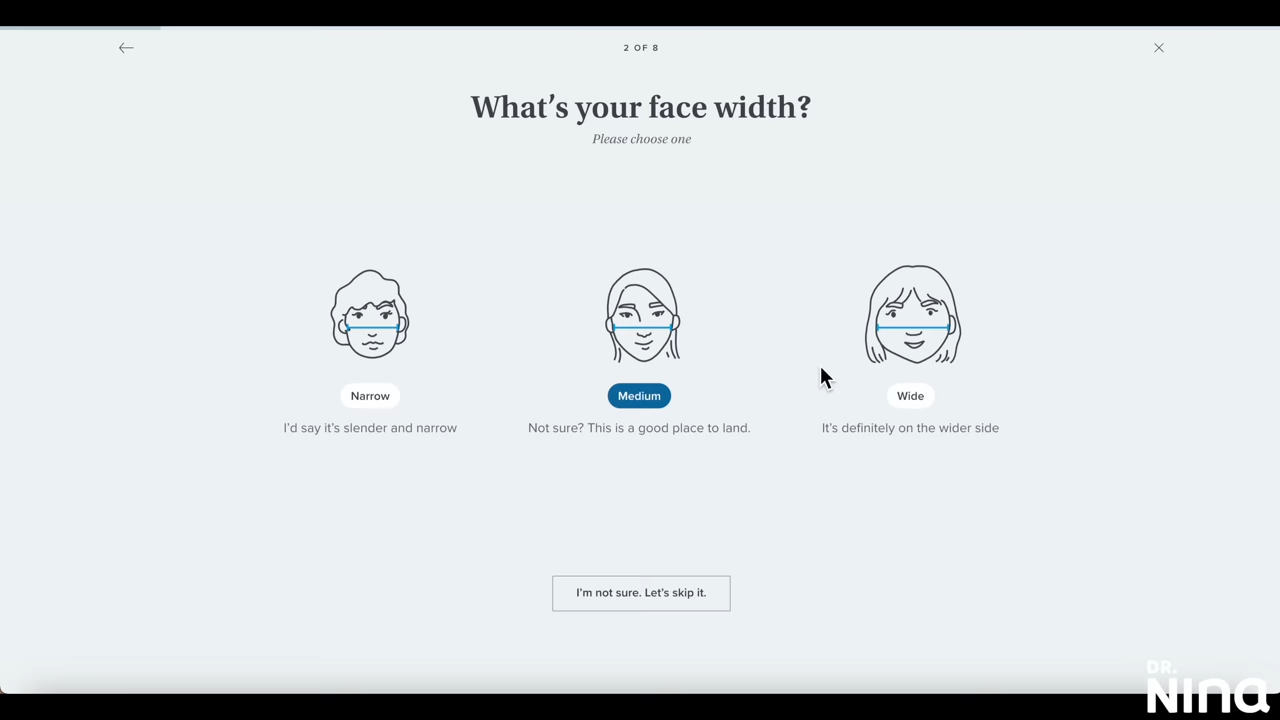 2 OF 8
What's your face width?
Please choose one
Narrow
Medium
Wide
I'd say it's slender and narrow
Not sure? This is a good place to land.
It's definitely on the wider side
I'm not sure. Let's skip it.
DR.
Nina